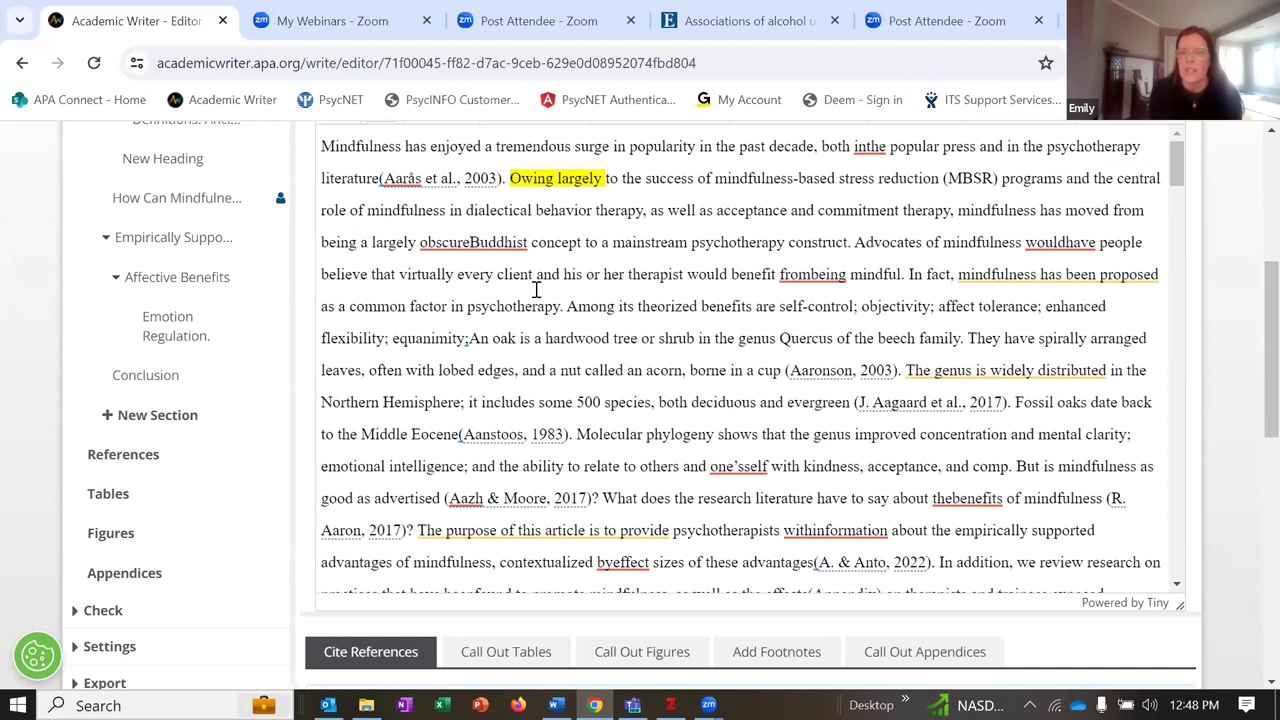 Academic Writer - Editor
My Webinars - Zoom
Post Attendee - Zoom
Associations of alcohol u
Post Attendee - Zoom
academicwriter.apa.org/write/editor/71f00045-ff82-d7ac-9ceb-629e0d08952074fbd804
APA Connect - Home
Academic Writer
PsycNET
PsycINFO Customer...
PsycNET Authentica...
My Account
Deem - Sign in
ITS Support Services...
Emily
New Heading
How Can Mindfulne...
Empirically Suppo...
Affective Benefits
Emotion
Regulation.
Conclusion
New Section
References
Tables
Figures
Appendices
Check
Settings
Export
Mindfulness has enjoyed a tremendous surge in popularity in the past decade, both inthe popular press and in the psychotherapy
literature(Aarås et al., 2003). Owing largely to the success of mindfulness-based stress reduction (MBSR) programs and the central
role of mindfulness in dialectical behavior therapy, as well as acceptance and commitment therapy, mindfulness has moved from
being a largely obscureBuddhist concept to a mainstream psychotherapy construct. Advocates of mindfulness wouldhave people
believe that virtually every client and his or her therapist would benefit frombeing mindful. In fact, mindfulness has been proposed
as a common factor in psychotherapy. Among its theorized benefits are self-control; objectivity; affect tolerance; enhanced
flexibility; equanimity;An oak is a hardwood tree or shrub in the genus Quercus of the beech family. They have spirally arranged
leaves, often with lobed edges, and a nut called an acorn, borne in a cup (Aaronson, 2003). The genus is widely distributed in the
Northern Hemisphere; it includes some 500 species, both deciduous and evergreen (J. Aagaard et al., 2017). Fossil oaks date back
to the Middle Eocene(Aanstoos, 1983). Molecular phylogeny shows that the genus improved concentration and mental clarity;
emotional intelligence; and the ability to relate to others and one’sself with kindness, acceptance, and comp. But is mindfulness as
good as advertised (Aazh & Moore, 2017)? What does the research literature have to say about thebenefits of mindfulness (R.
Aaron, 2017)? The purpose of this article is to provide psychotherapists withinformation about the empirically supported
advantages of mindfulness, contextualized byeffect sizes of these advantages(A. & Anto, 2022). In addition, we review research on
Powered by Tiny
Cite References
Call Out Tables
Call Out Figures
Add Footnotes
Call Out Appendices
Search
Desktop
NASD...
12:48 PM